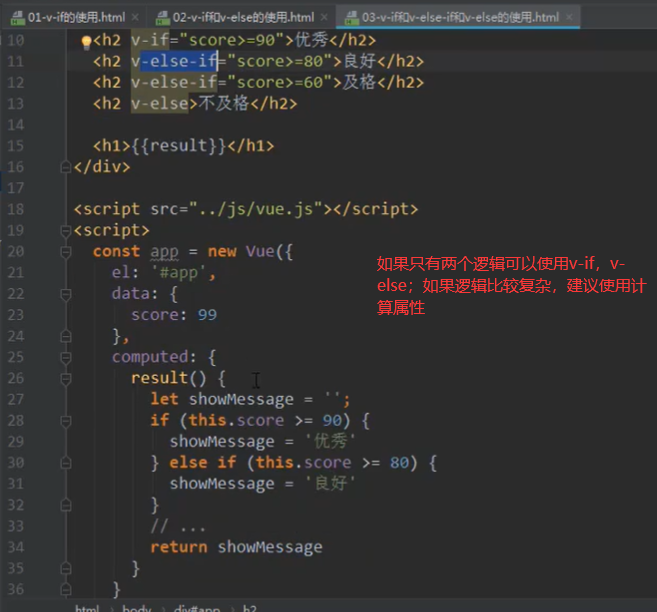 01-v-if的使用.html × 02-v-if和v-else的使用.html × 03-v-if和v-else-if和v-else的使用.html ×
10 <h2 v-if="score>=90">优秀</h2>
11 <h2 v-else-if="score>=80">良好</h2>
12 <h2 v-else-if="score>=60">及格</h2>
13 <h2 v-else>不及格</h2>
14
15 <h1>{{result}}</h1>
16 </div>
17
18 <script src="../js/vue.js"></script>
19 <script>
20 const app = new Vue({
21 el: '#app',
22 data: {
23 score: 99
24 },
25 computed: {
26 result() {
27 let showMessage = '';
28 if (this.score >= 90) {
29 showMessage = '优秀'
30 } else if (this.score >= 80) {
31 showMessage = '良好'
32 }
33 // ...
34 return showMessage
35 }
36 }
如果只有两个逻辑可以使用v-if，v-
else；如果逻辑比较复杂，建议使用计
算属性
html › body › div#app › h2